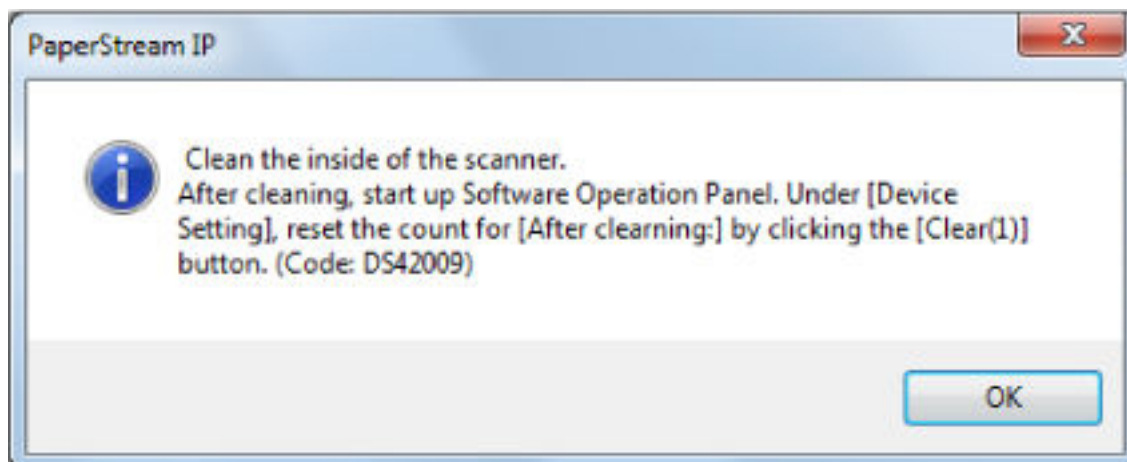 PaperStream IP
Clean the inside of the scanner.
After cleaning, start up Software Operation Panel. Under [Device
Setting], reset the count for [After clearning:] by clicking the [Clear(1)]
button. (Code: DS42009)
OK